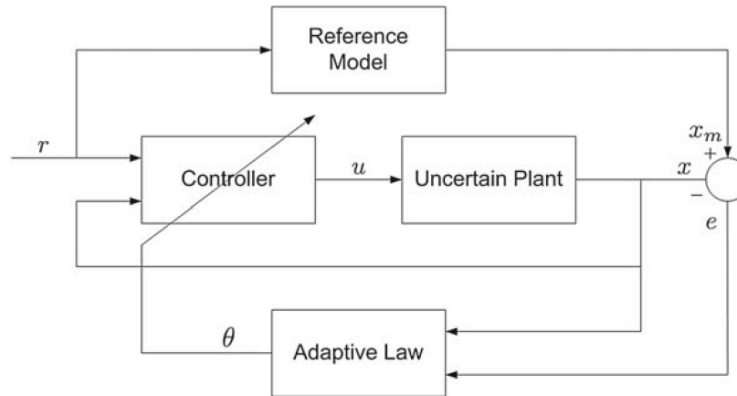 Reference
Model
r
Controller
u
Uncertain Plant
x
x_m
+
−
e
θ
Adaptive Law